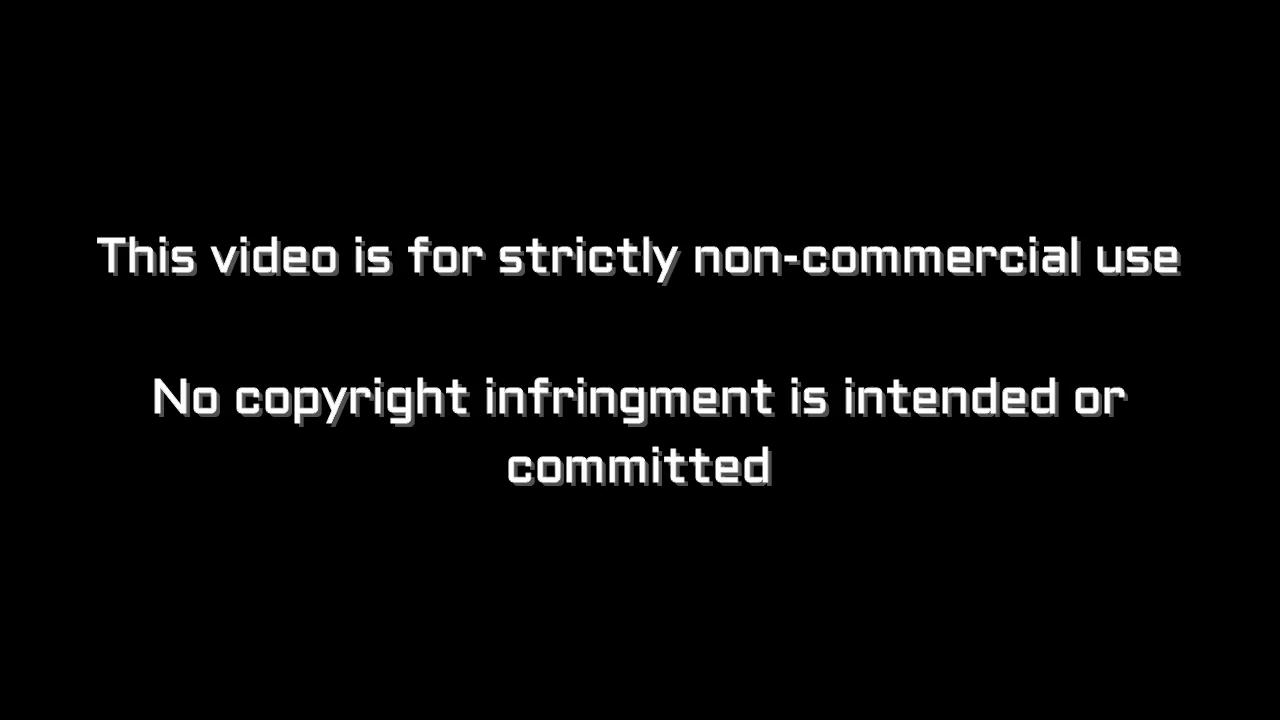 This video is for strictly non-commercial use
No copyright infringment is intended or
committed